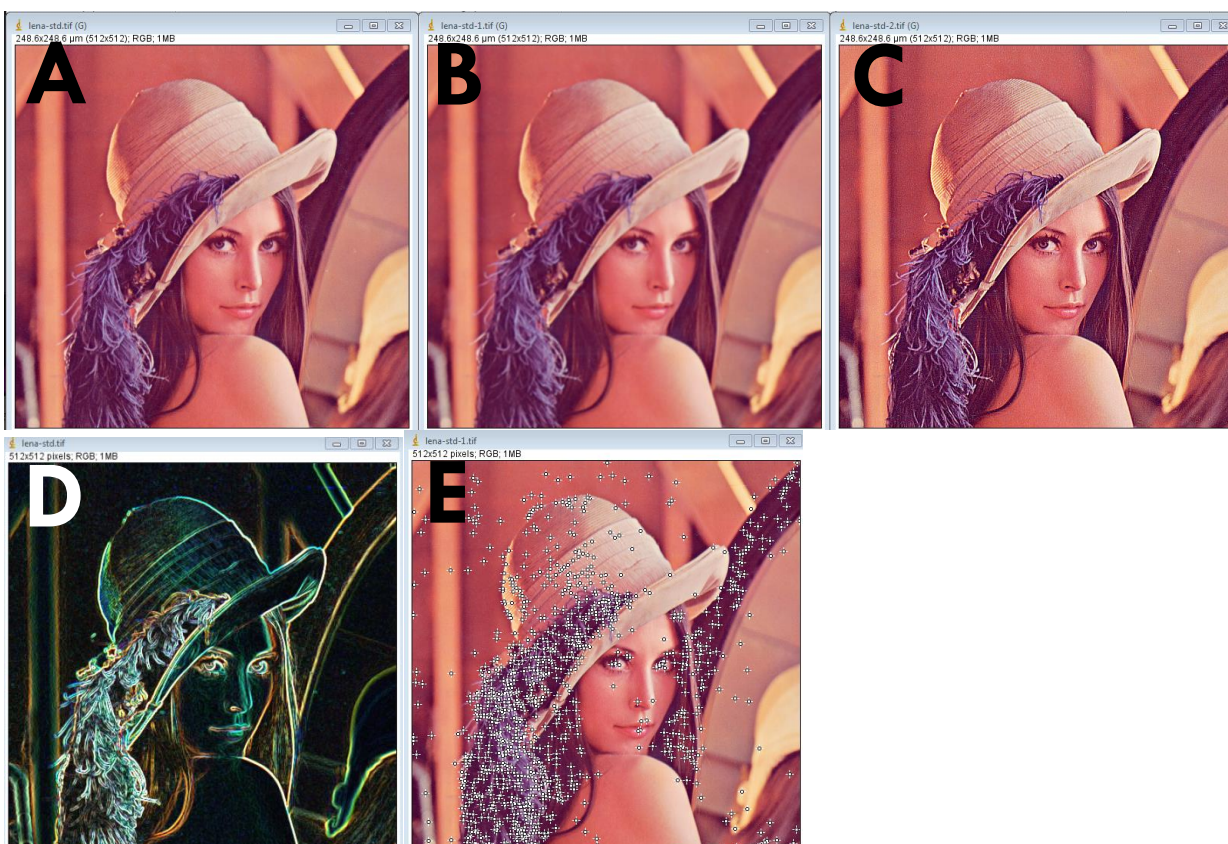 lena-std.tif (G)
248.6x248.6 µm (512x512); RGB; 1MB
A
lena-std-1.tif (G)
248.6x248.6 µm (512x512); RGB; 1MB
B
lena-std-2.tif (G)
248.6x248.6 µm (512x512); RGB; 1MB
C
lena-std.tif
512x512 pixels; RGB; 1MB
D
lena-std-1.tif
512x512 pixels; RGB; 1MB
E